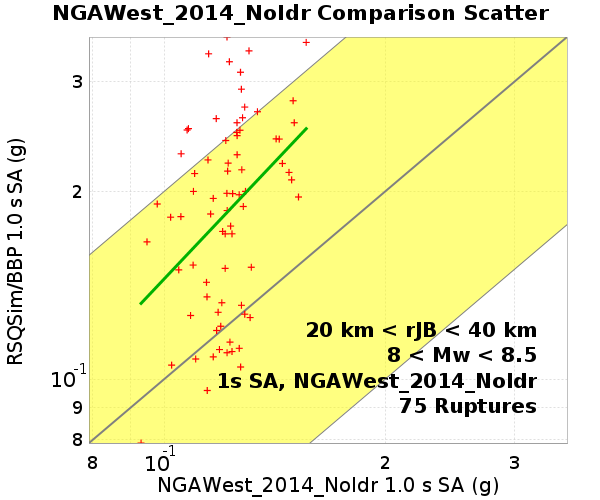 NGAWest_2014_NoIdr Comparison Scatter
RSQSim/BBP 1.0 s SA (g)
3
2
10-1
9
8
20 km < rJB < 40 km
8 < Mw < 8.5
1s SA, NGAWest_2014_NoIdr
75 Ruptures
8 10-1 2 3
NGAWest_2014_NoIdr 1.0 s SA (g)